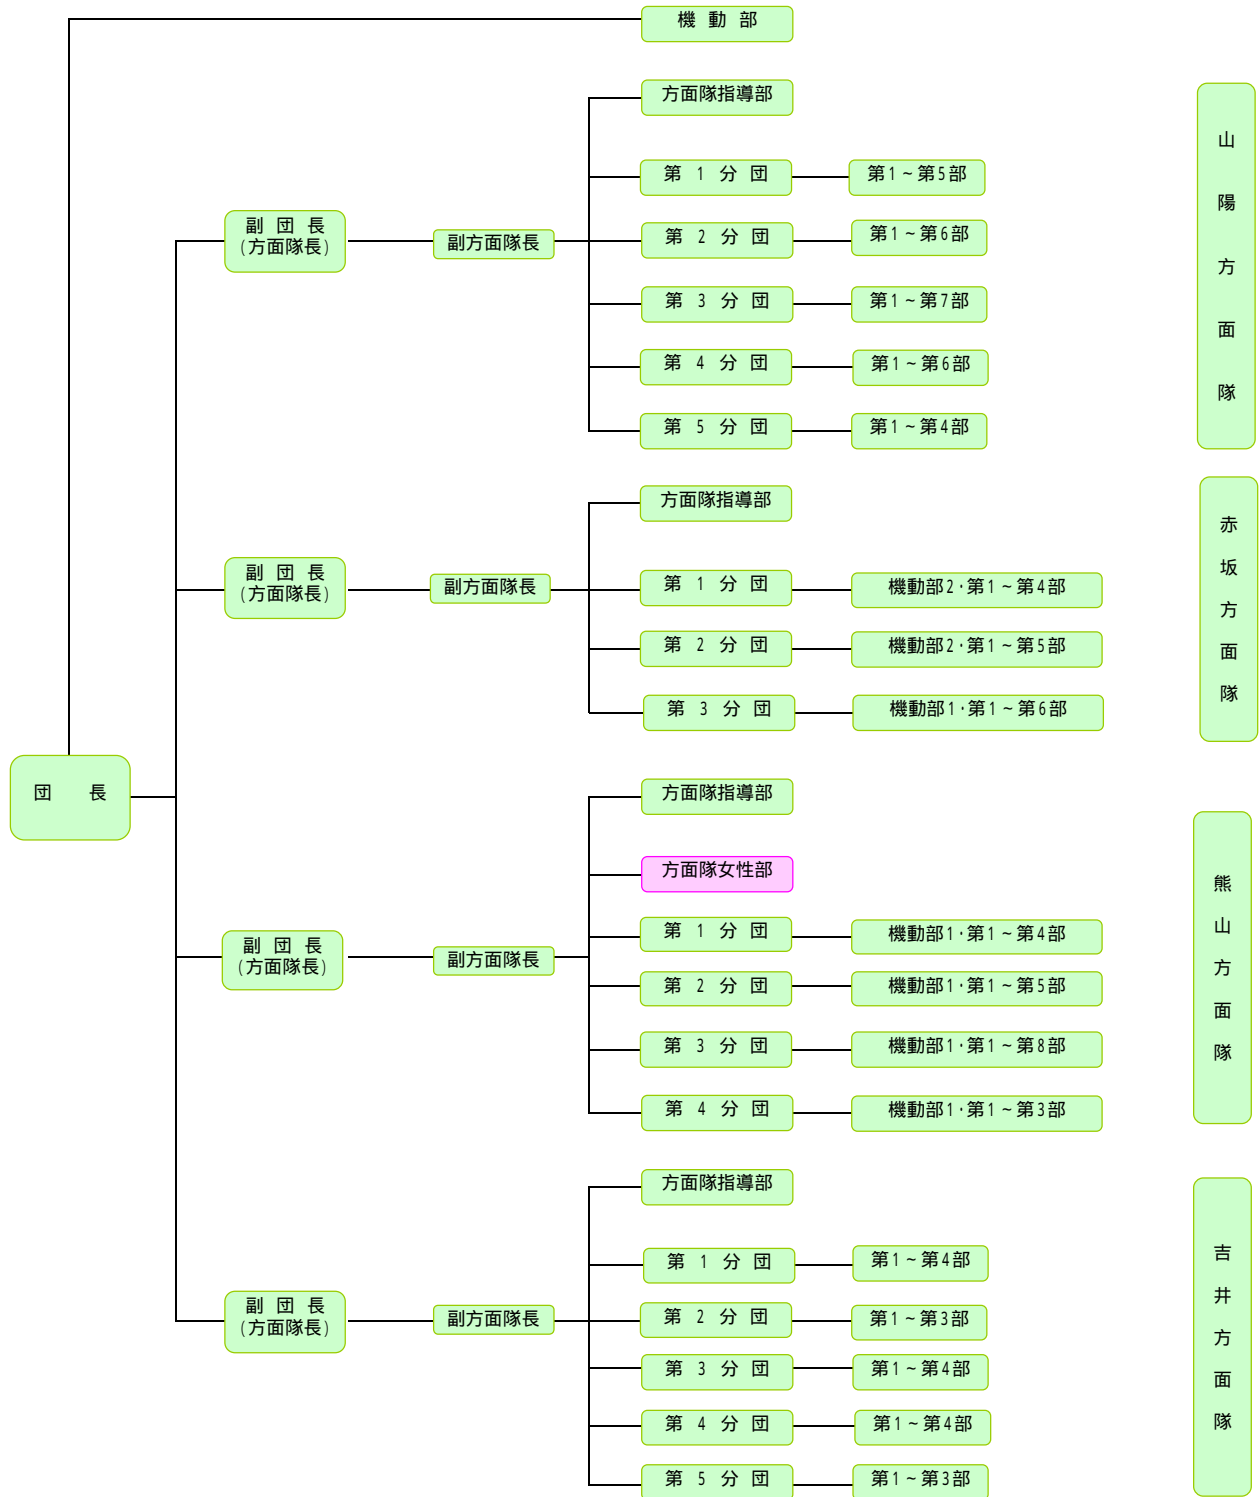 機動部
方面隊指導部
第1分団 第1～第5部
副団長
(方面隊長)
副方面隊長
第2分団 第1～第6部
第3分団 第1～第7部
第4分団 第1～第6部
第5分団 第1～第4部
山陽方面隊
方面隊指導部
副団長
(方面隊長)
副方面隊長
第1分団 機動部2・第1～第4部
第2分団 機動部2・第1～第5部
第3分団 機動部1・第1～第6部
赤坂方面隊
団長
方面隊指導部
方面隊女性部
第1分団 機動部1・第1～第4部
副団長
(方面隊長)
副方面隊長
第2分団 機動部1・第1～第5部
第3分団 機動部1・第1～第8部
第4分団 機動部1・第1～第3部
熊山方面隊
方面隊指導部
第1分団 第1～第4部
副団長
(方面隊長)
副方面隊長
第2分団 第1～第3部
第3分団 第1～第4部
第4分団 第1～第4部
第5分団 第1～第3部
吉井方面隊